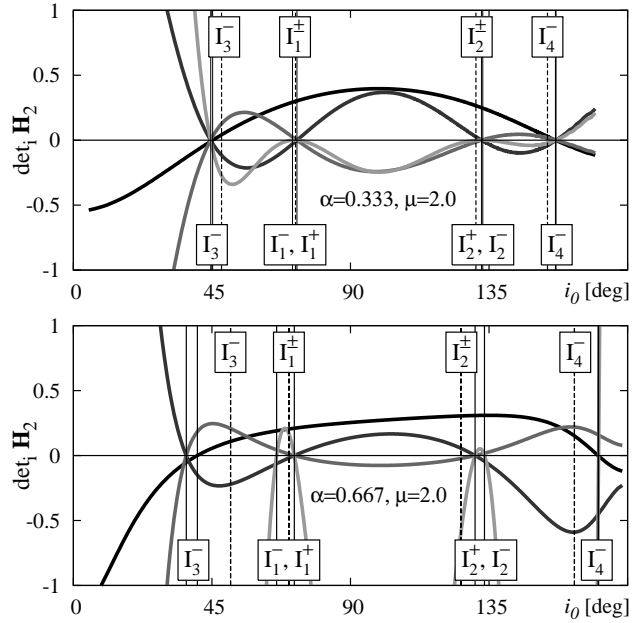 1
I₃⁻ I₁^± I₂^± I₄⁻
0.5
detᵢ H₂
0
α=0.333, μ=2.0
-0.5
I₃⁻ I₁⁻, I₁⁺ I₂⁺, I₂⁻ I₄⁻
-1
0 45 90 135 i₀ [deg]
1
I₃⁻ I₁^± I₂^± I₄⁻
0.5
detᵢ H₂
0
α=0.667, μ=2.0
-0.5
I₃⁻ I₁⁻, I₁⁺ I₂⁺, I₂⁻ I₄⁻
-1
0 45 90 135 i₀ [deg]